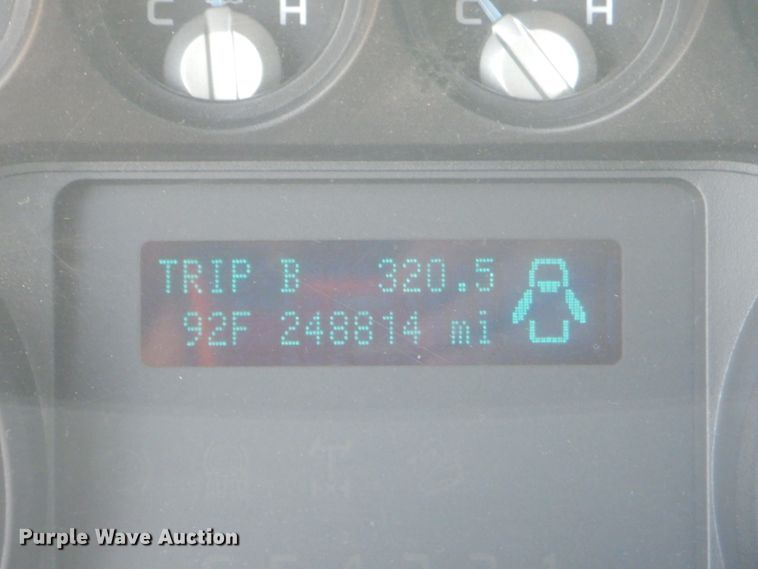 C H C H
TRIP B 320.5
92F 248814 mi
Purple Wave Auction